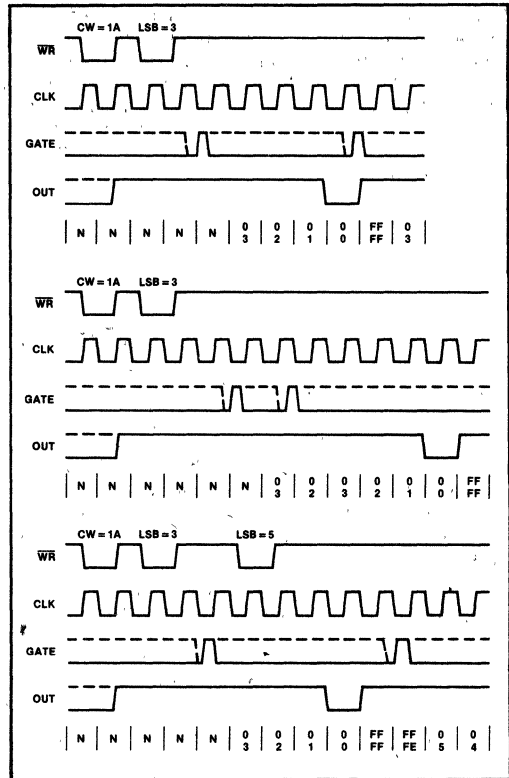 CW = 1A LSB = 3
WR
CLK
GATE
OUT
N N N N N 0 0 0 0 FF 0
3 2 1 0 FF 3
CW = 1A LSB = 3
WR
CLK
GATE
OUT
N N N N N N 0 0 0 0 0 0 FF
3 2 3 2 1 0 FF
CW = 1A LSB = 3 LSB = 5
WR
CLK
GATE
OUT
N N N N N 0 0 0 0 FF FF 0 0
3 2 1 0 FF FE 5 4